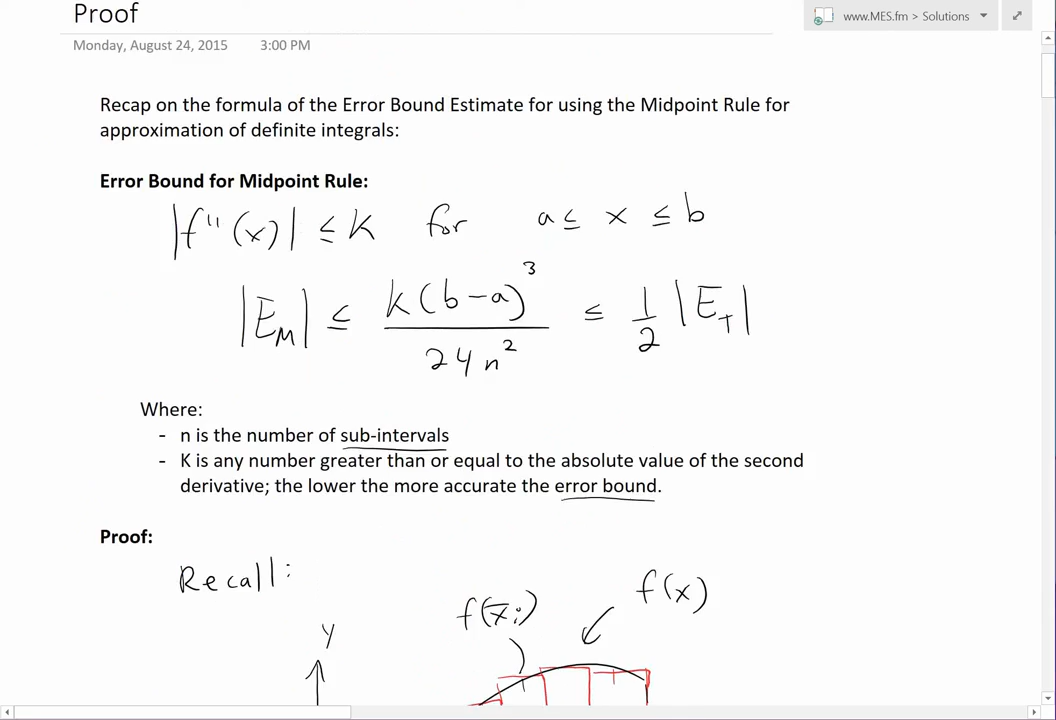 Proof
www.MES.fm > Solutions
Monday, August 24, 2015 3:00 PM
Recap on the formula of the Error Bound Estimate for using the Midpoint Rule for
approximation of definite integrals:
Error Bound for Midpoint Rule:
|f''(x)| ≤ K for a ≤ x ≤ b
|E_M| ≤ k(b-a)^3 / 24n^2 ≤ 1/2 |E_T|
Where:
- n is the number of sub-intervals
- K is any number greater than or equal to the absolute value of the second
derivative; the lower the more accurate the error bound.
Proof:
Recall:
f(x̄i) f(x)
y